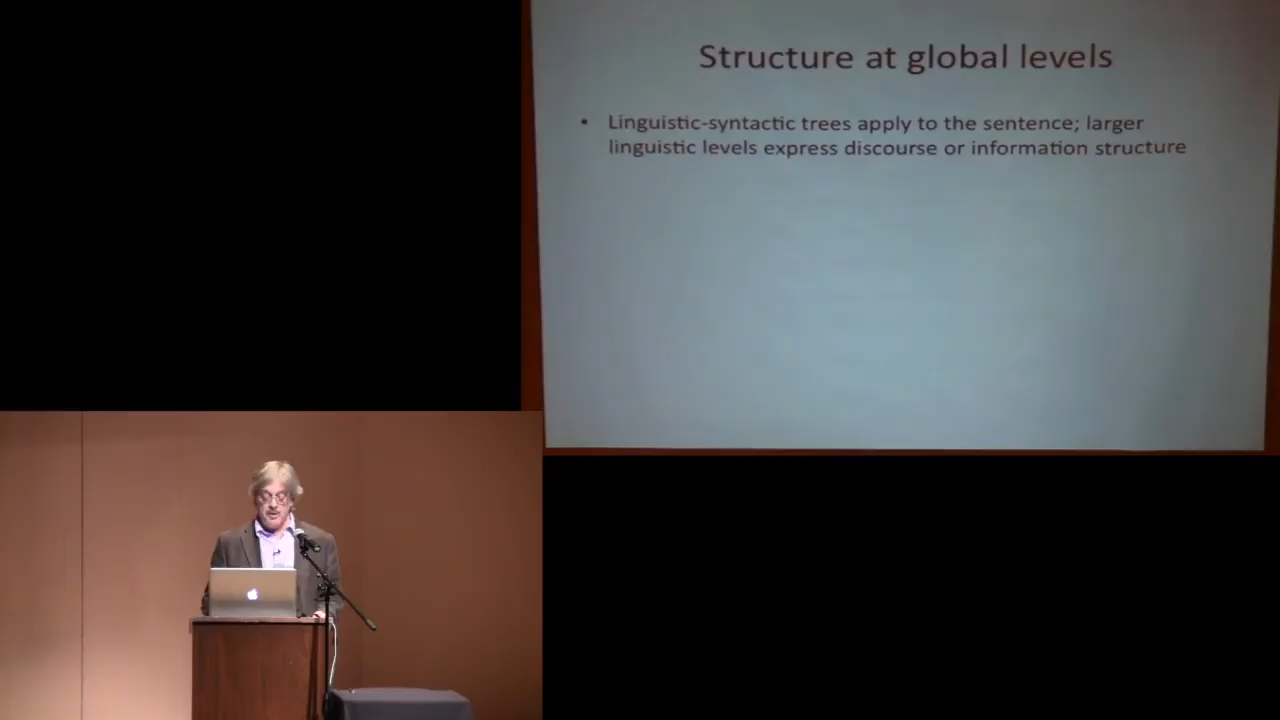 Structure at global levels
• Linguistic-syntactic trees apply to the sentence; larger
linguistic levels express discourse or information structure